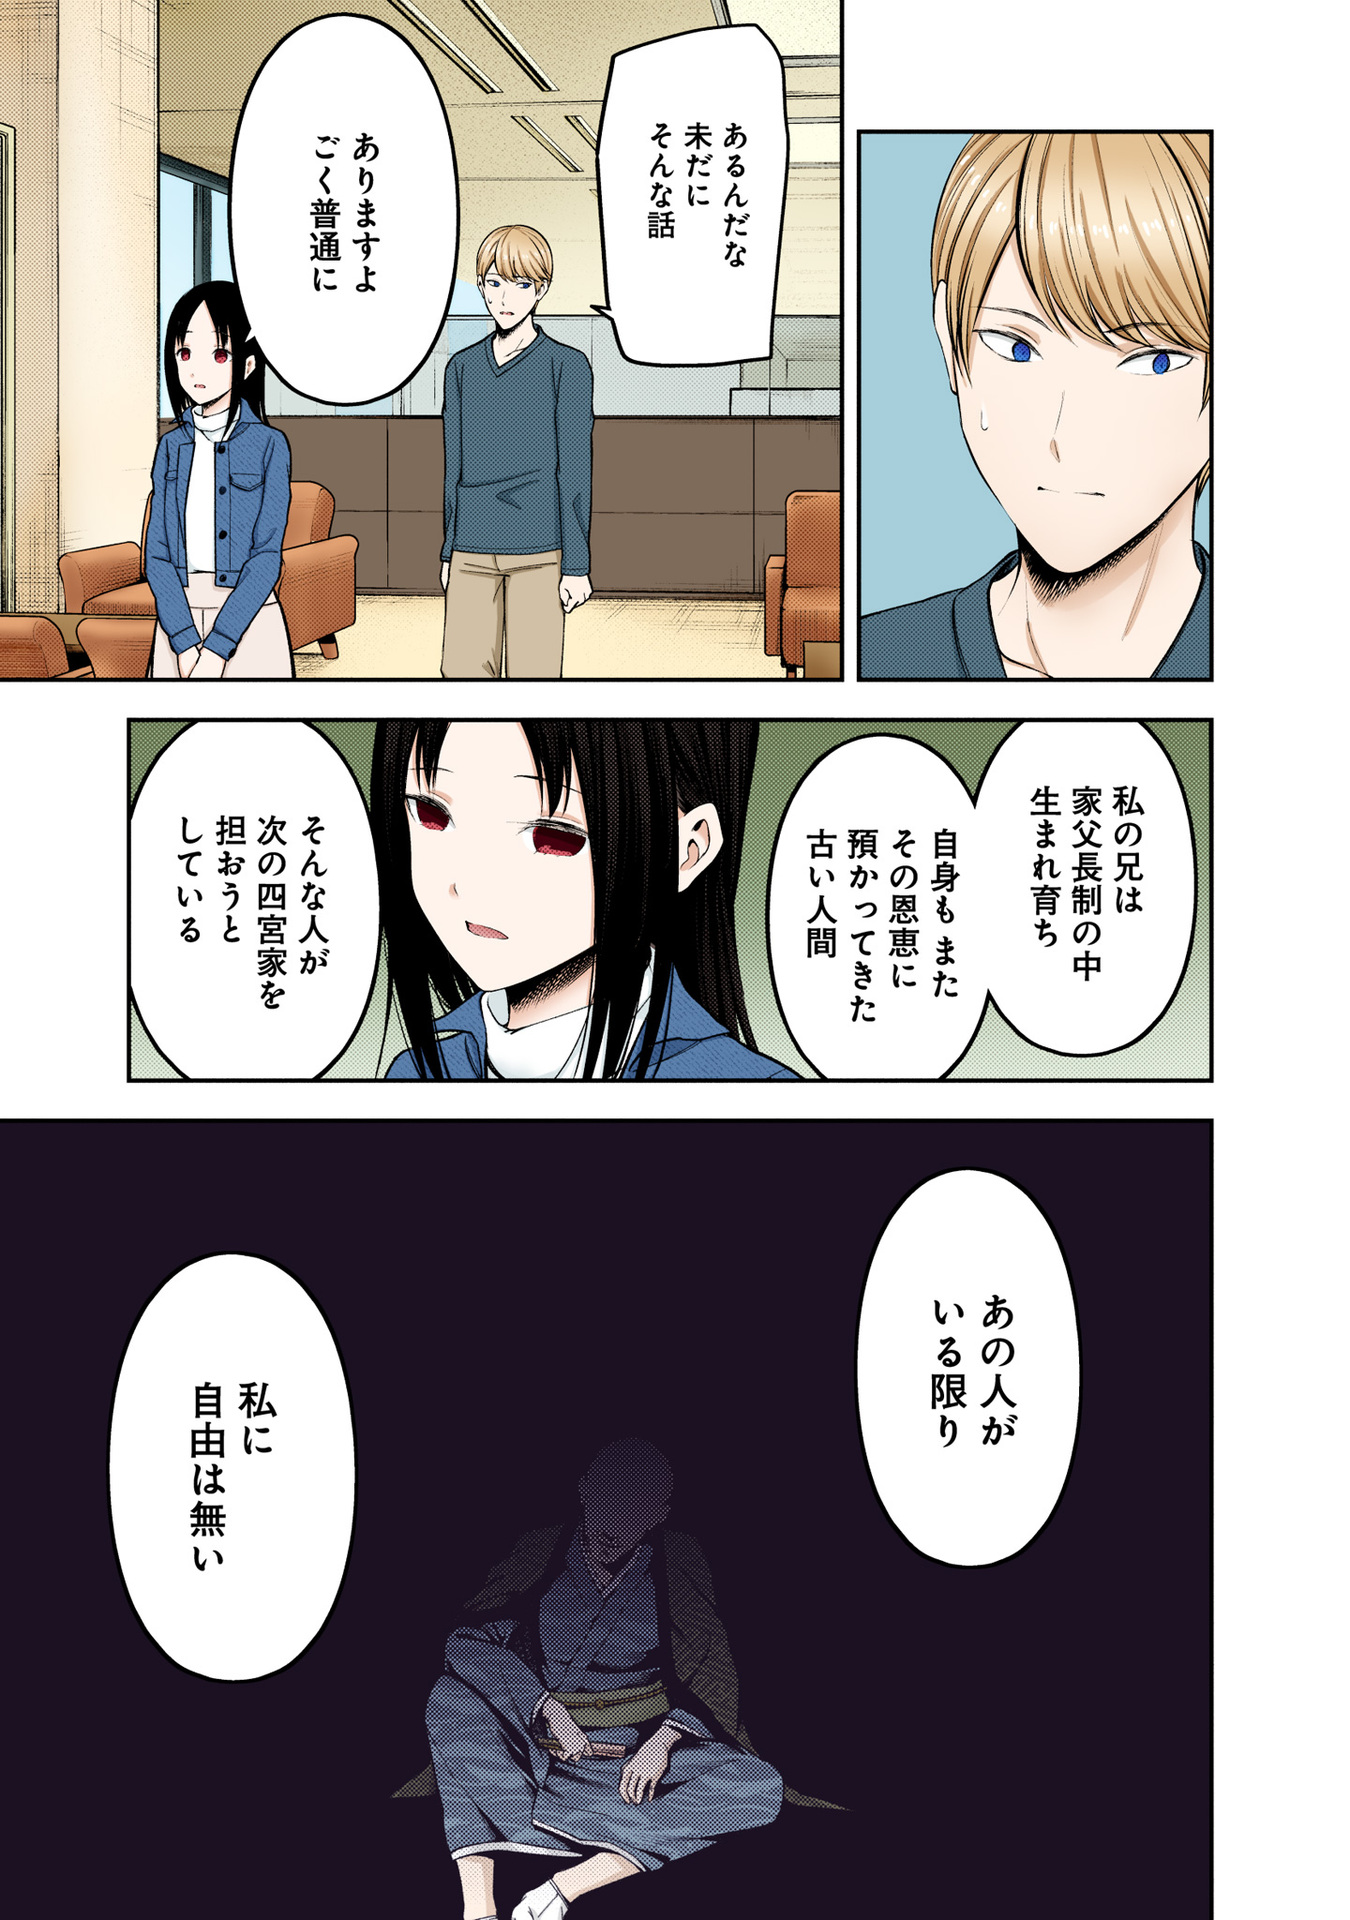 あるんだな
未だに
そんな話
ありますよ
ごく普通に
私の兄は
家父長制の中
生まれ育ち
自身もまた
その恩恵に
預かってきた
古い人間
そんな人が
次の四宮家を
担おうと
している
あの人が
いる限り
私に
自由は無い